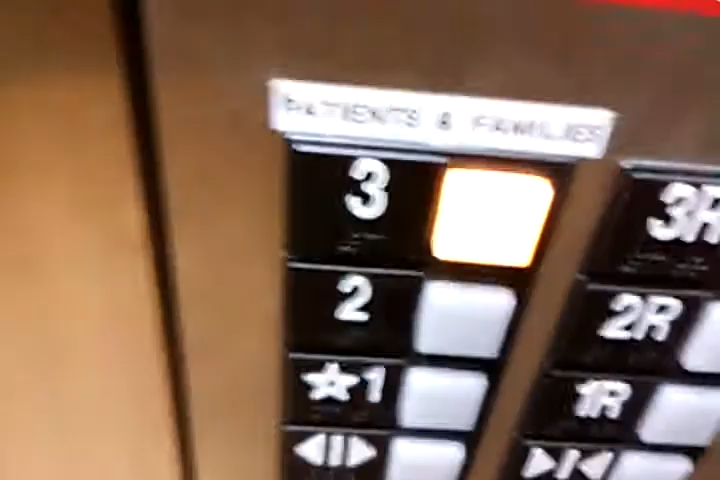 PATIENTS & FAMILIES
3 3R
2 2R
★1 1R